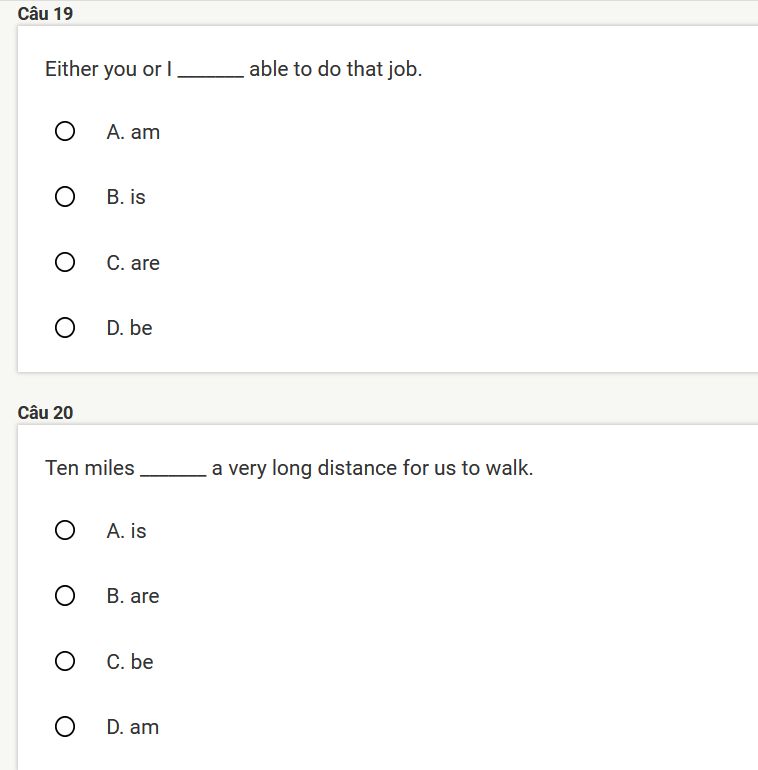 Câu 19
Either you or I _______ able to do that job.
A. am
B. is
C. are
D. be
Câu 20
Ten miles _______ a very long distance for us to walk.
A. is
B. are
C. be
D. am